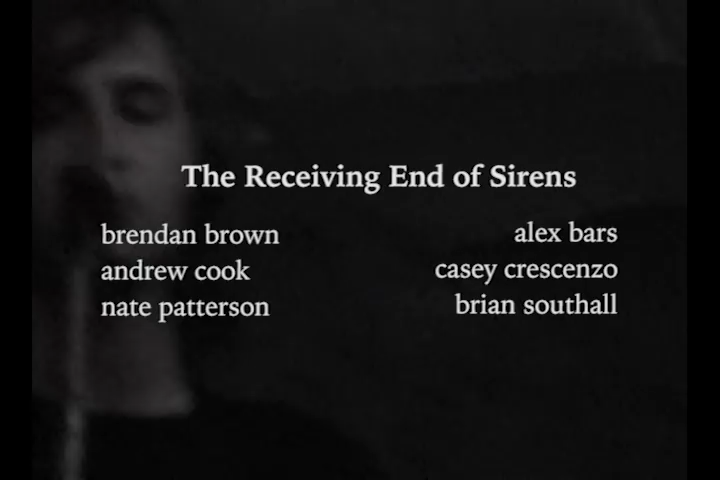 The Receiving End of Sirens
brendan brown
alex bars
andrew cook
casey crescenzo
nate patterson
brian southall